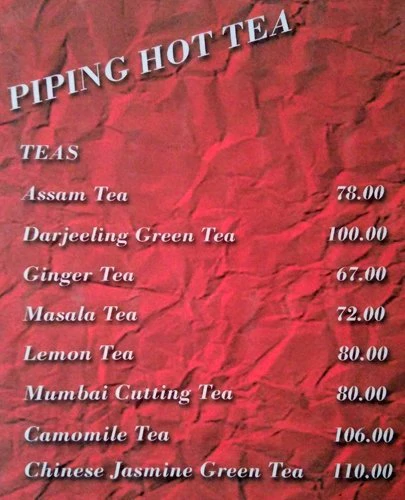 PIPING HOT TEA
TEAS
Assam Tea 78.00
Darjeeling Green Tea 100.00
Ginger Tea 67.00
Masala Tea 72.00
Lemon Tea 80.00
Mumbai Cutting Tea 80.00
Camomile Tea 106.00
Chinese Jasmine Green Tea 110.00